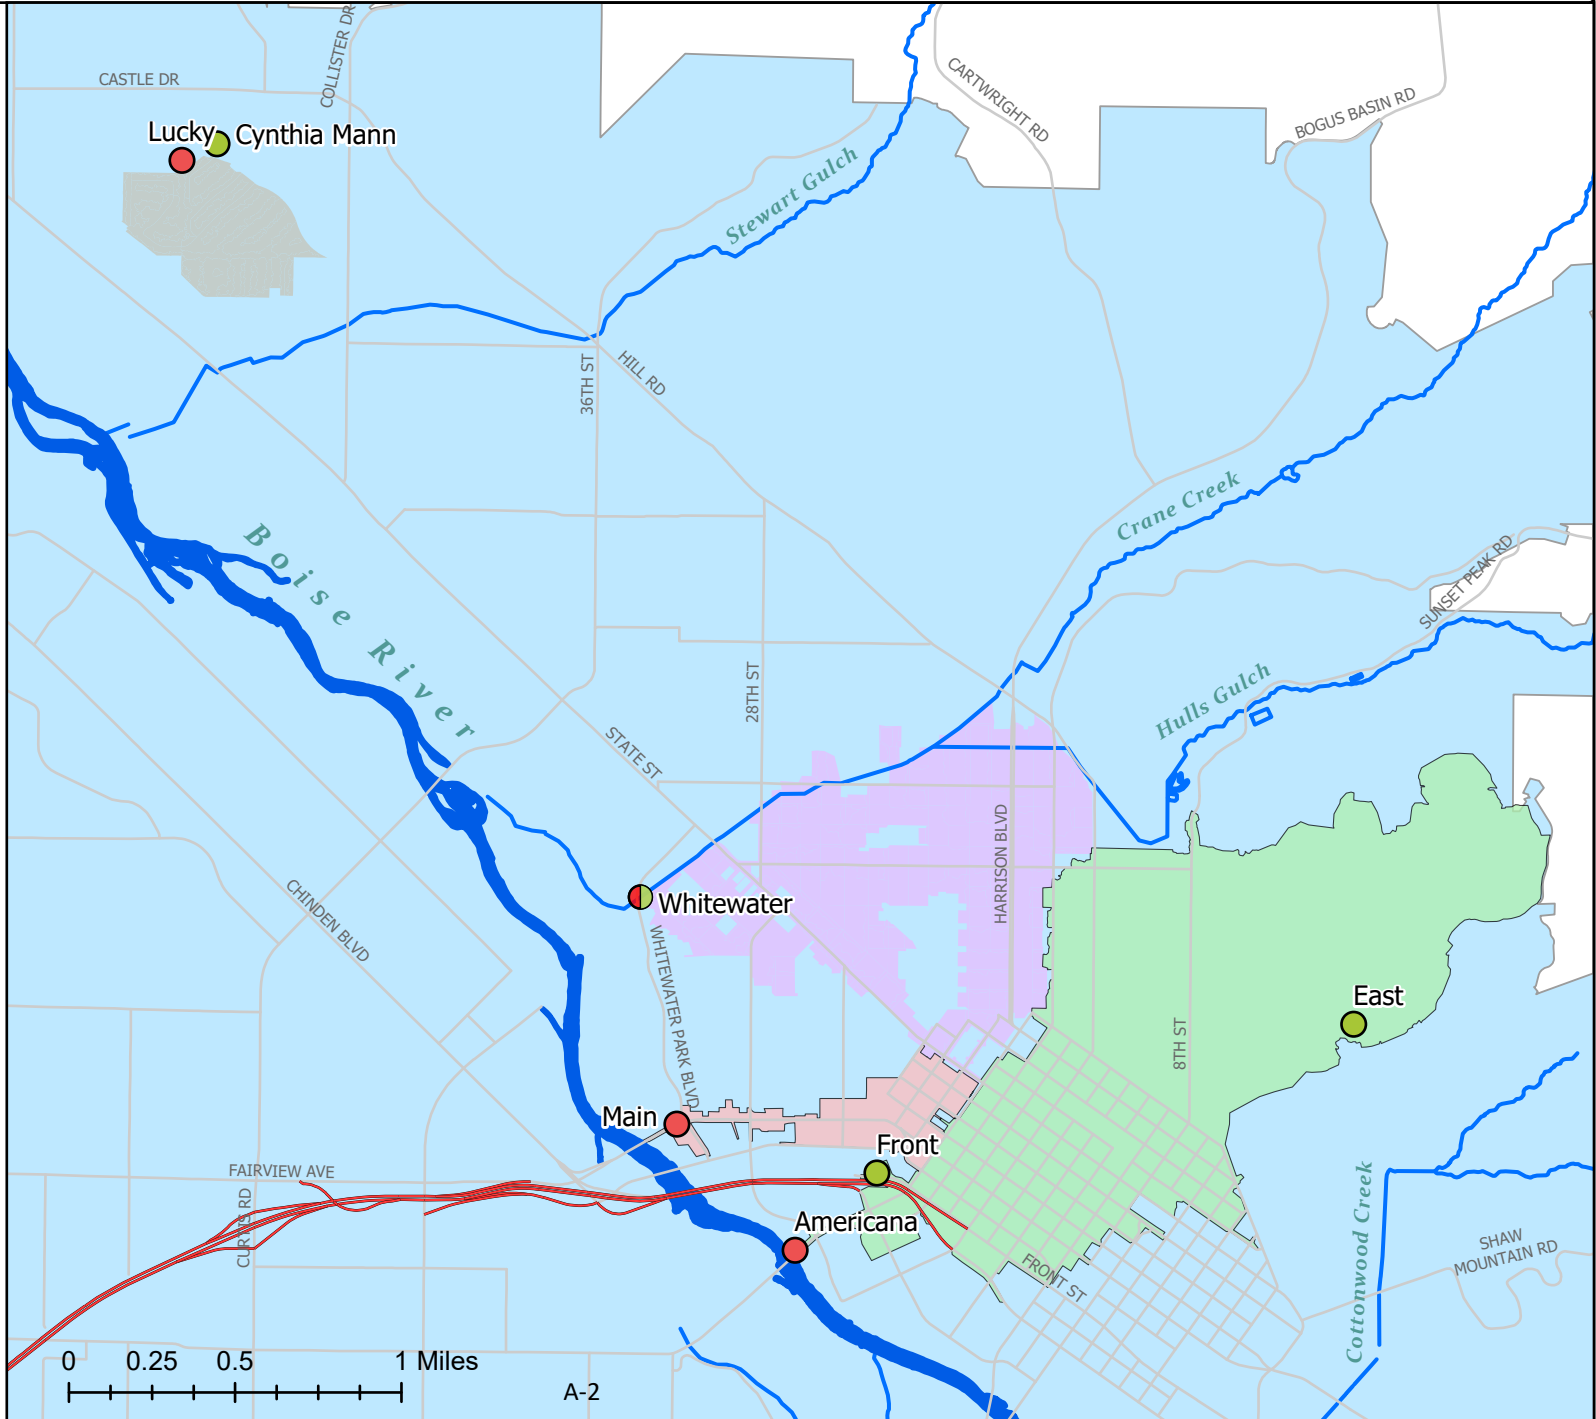 CASTLE DR
COLLISTER DR
CARTWRIGHT RD
BOGUS BASIN RD
Lucky
Cynthia Mann
Stewart Gulch
36TH ST
HILL RD
Crane Creek
Boise River
SUNSET PEAK RD
28TH ST
Hulls Gulch
STATE ST
HARRISON BLVD
CHINDEN BLVD
Whitewater
WHITEWATER PARK BLVD
East
8TH ST
Main
Front
FAIRVIEW AVE
CURTIS RD
Americana
FRONT ST
Cottonwood Creek
SHAW
MOUNTAIN RD
0 0.25 0.5 1 Miles
A-2